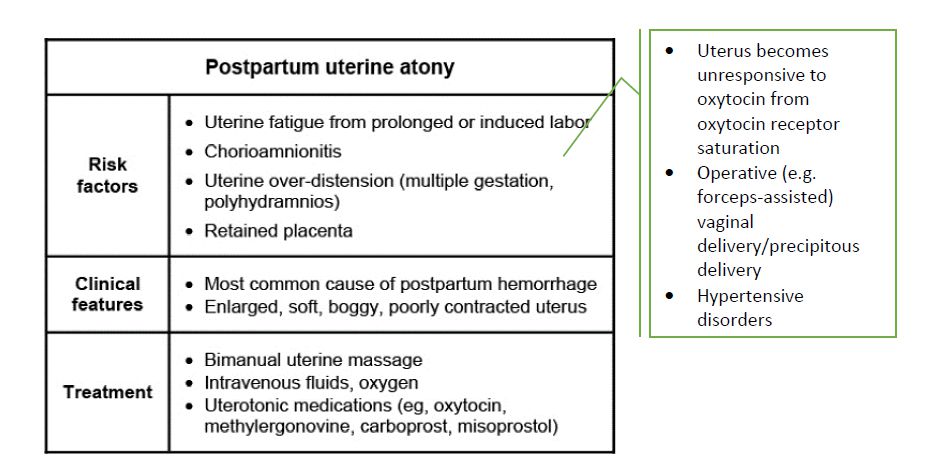 Postpartum uterine atony
Risk
factors
• Uterine fatigue from prolonged or induced labor
• Chorioamnionitis
• Uterine over-distension (multiple gestation,
polyhydramnios)
• Retained placenta
Clinical
features
• Most common cause of postpartum hemorrhage
• Enlarged, soft, boggy, poorly contracted uterus
Treatment
• Bimanual uterine massage
• Intravenous fluids, oxygen
• Uterotonic medications (eg, oxytocin,
methylergonovine, carboprost, misoprostol)
• Uterus becomes
unresponsive to
oxytocin from
oxytocin receptor
saturation
• Operative (e.g.
forceps-assisted)
vaginal
delivery/precipitous
delivery
• Hypertensive
disorders